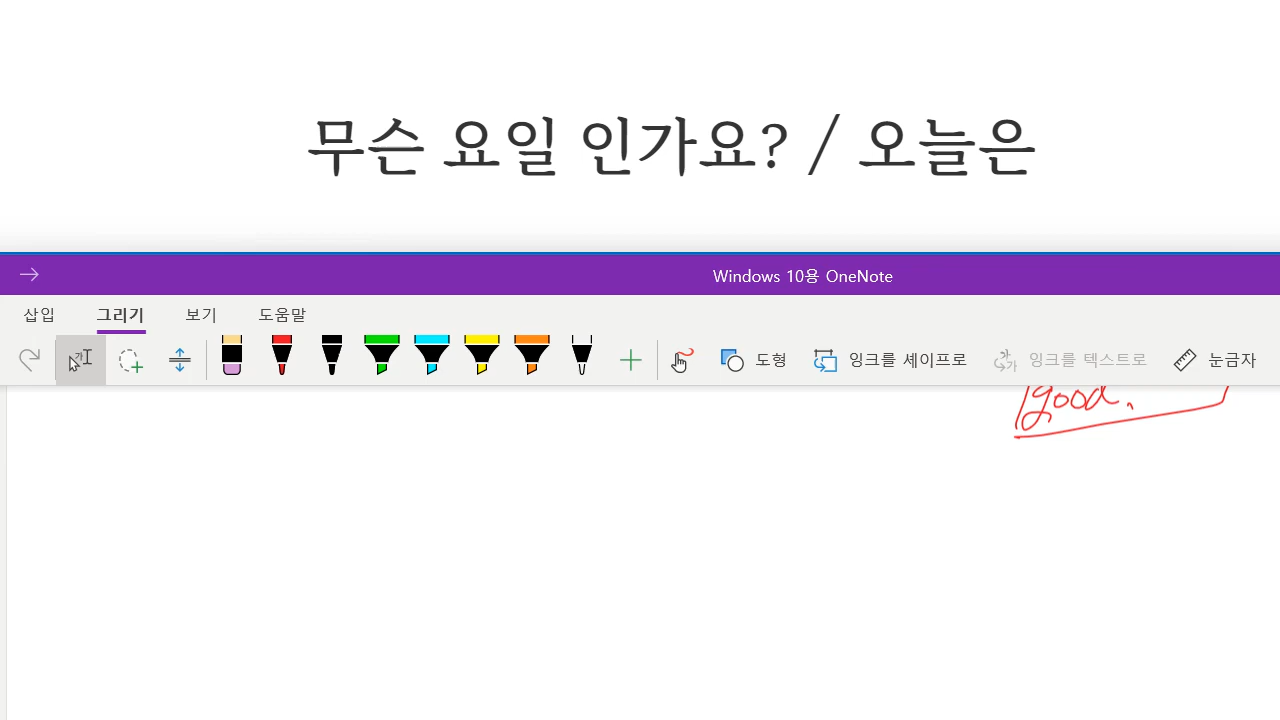 무슨 요일 인가요? / 오늘은
Windows 10용 OneNote
삽입 그리기 보기 도움말
가 도형 잉크를 셰이프로 가 잉크를 텍스트로 눈금자
good.